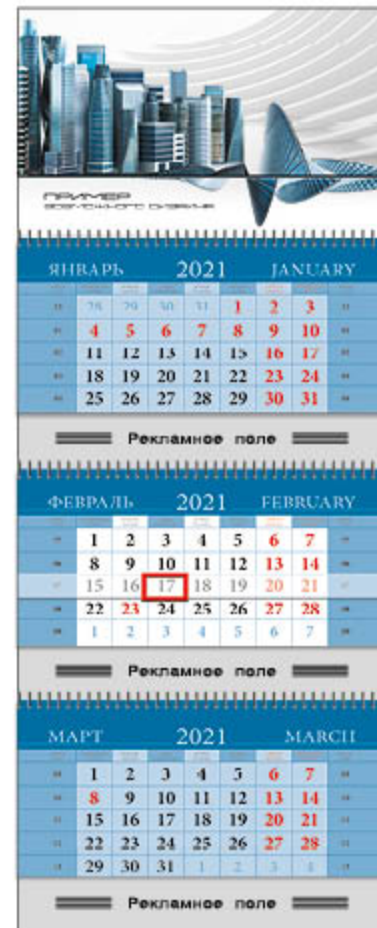 ПРИМЕР
ВОЗМОЖНОГО ДИЗАЙНА
ЯНВАРЬ 2021 JANUARY
28 29 30 31 1 2 3
4 5 6 7 8 9 10
11 12 13 14 15 16 17
18 19 20 21 22 23 24
25 26 27 28 29 30 31
Рекламное поле
ФЕВРАЛЬ 2021 FEBRUARY
1 2 3 4 5 6 7
8 9 10 11 12 13 14
15 16 17 18 19 20 21
22 23 24 25 26 27 28
1 2 3 4 5 6 7
Рекламное поле
МАРТ 2021 MARCH
1 2 3 4 5 6 7
8 9 10 11 12 13 14
15 16 17 18 19 20 21
22 23 24 25 26 27 28
29 30 31 1 2 3 4
Рекламное поле